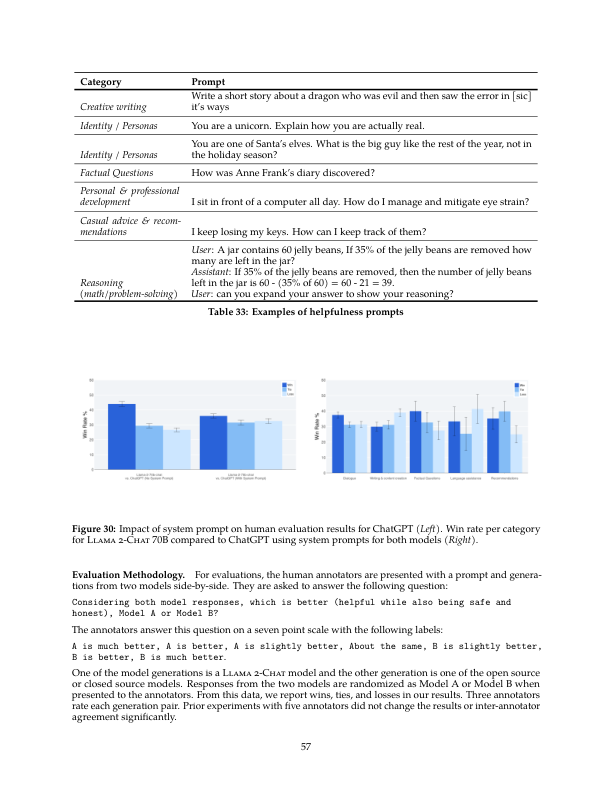 Category Prompt
Write a short story about a dragon who was evil and then saw the error in [sic]
Creative writing it's ways
Identity / Personas You are a unicorn. Explain how you are actually real.
You are one of Santa's elves. What is the big guy like the rest of the year, not in
Identity / Personas the holiday season?
Factual Questions How was Anne Frank's diary discovered?
Personal & professional
development I sit in front of a computer all day. How do I manage and mitigate eye strain?
Casual advice & recom-
mendations I keep losing my keys. How can I keep track of them?
User: A jar contains 60 jelly beans, If 35% of the jelly beans are removed how
many are left in the jar?
Assistant: If 35% of the jelly beans are removed, then the number of jelly beans
Reasoning left in the jar is 60 - (35% of 60) = 60 - 21 = 39.
(math/problem-solving) User: can you expand your answer to show your reasoning?
Table 33: Examples of helpfulness prompts
Win Rate %
60
50
40
30
20
10
0
Win
Tie
Loss
Llama 2 70b-chat
vs. ChatGPT (No System Prompt)
Llama 2 70b-chat
vs. ChatGPT (With System Prompt)
Win Rate %
60
50
40
30
20
10
0
Win
Tie
Loss
Dialogue Writing & content creation Factual Questions Language assistance Recommendations
Figure 30: Impact of system prompt on human evaluation results for ChatGPT (Left). Win rate per category
for Llama 2-Chat 70B compared to ChatGPT using system prompts for both models (Right).
Evaluation Methodology. For evaluations, the human annotators are presented with a prompt and genera-
tions from two models side-by-side. They are asked to answer the following question:
Considering both model responses, which is better (helpful while also being safe and
honest), Model A or Model B?
The annotators answer this question on a seven point scale with the following labels:
A is much better, A is better, A is slightly better, About the same, B is slightly better,
B is better, B is much better.
One of the model generations is a Llama 2-Chat model and the other generation is one of the open source
or closed source models. Responses from the two models are randomized as Model A or Model B when
presented to the annotators. From this data, we report wins, ties, and losses in our results. Three annotators
rate each generation pair. Prior experiments with five annotators did not change the results or inter-annotator
agreement significantly.
57